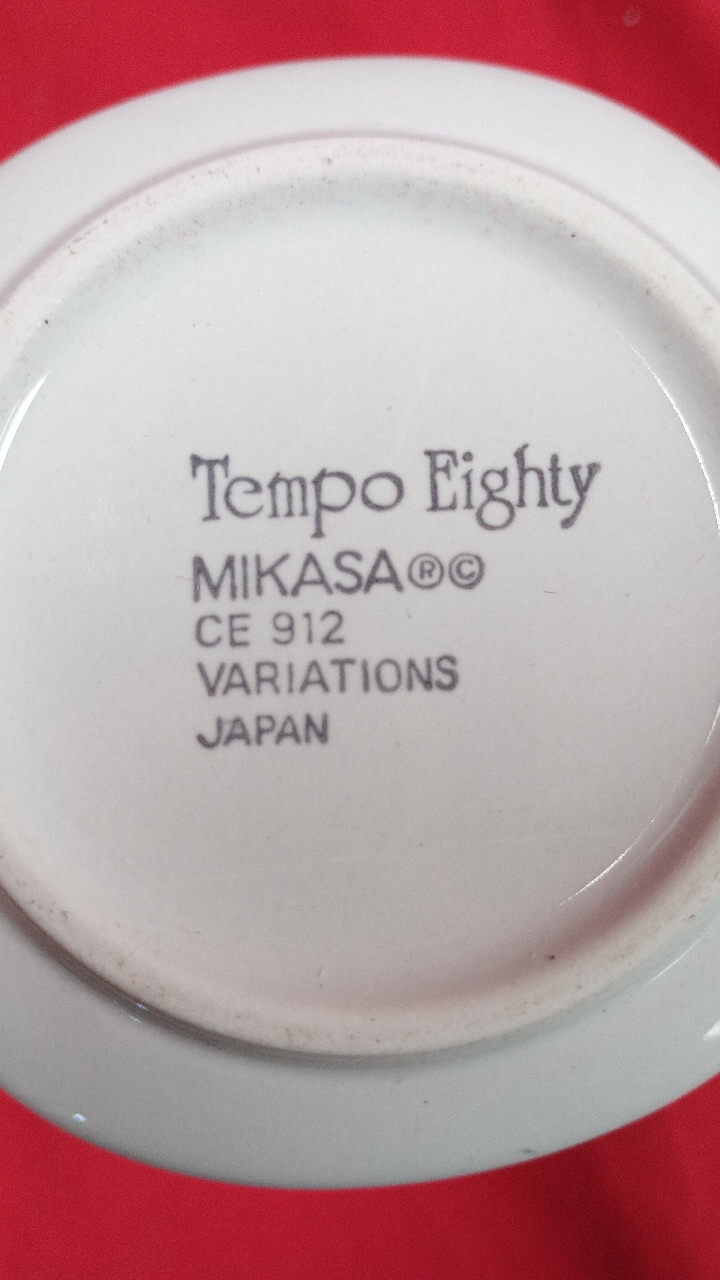 Tempo Eighty
MIKASA®©
CE 912
VARIATIONS
JAPAN